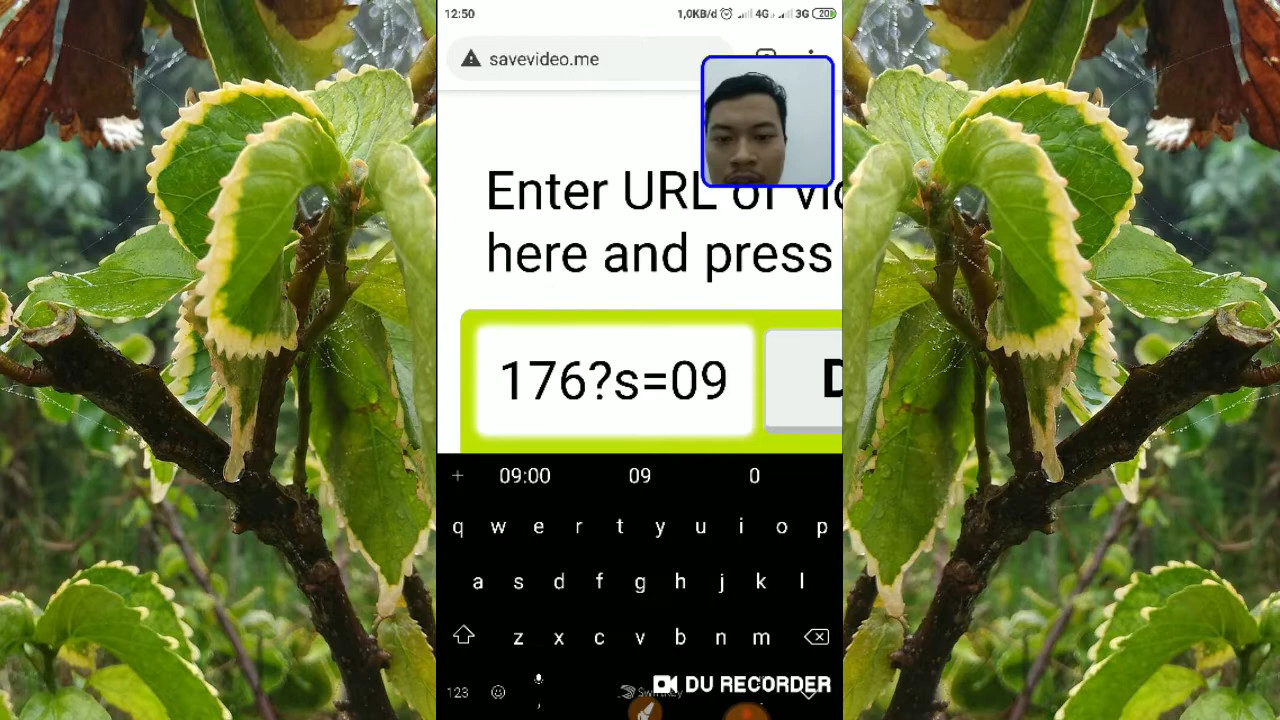 12:50 1,0KB/d 4G 3G 20
savevideo.me
Enter URL of
here and press
176?s=09 D
09:00 09 0
q w e r t y u i o p
a s d f g h j k l
z x c v b n m
123 SwiftKey
DU RECORDER